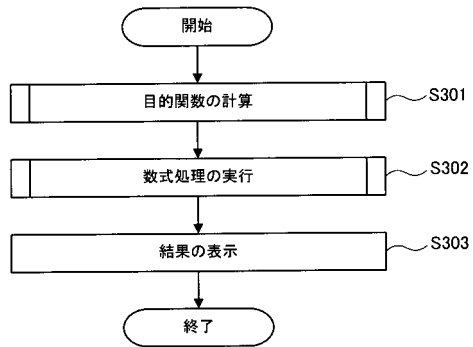 開始
目的関数の計算
S301
数式処理の実行
S302
結果の表示
S303
終了